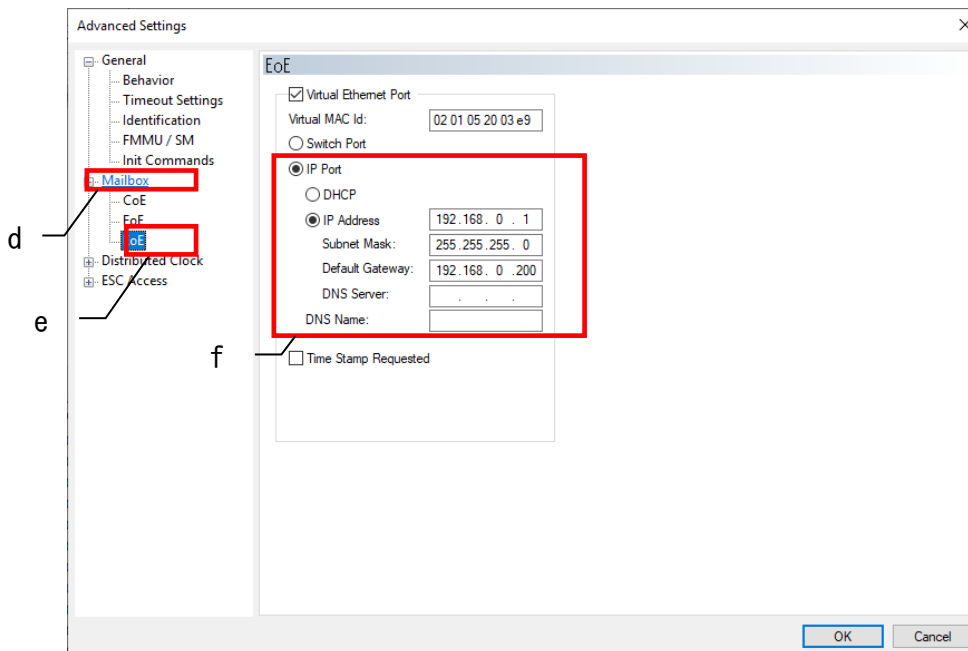 Advanced Settings
General
Behavior
Timeout Settings
Identification
FMMU / SM
Init Commands
Mailbox
CoE
FoE
EoE
Distributed Clock
ESC Access
d
e
EoE
Virtual Ethernet Port
Virtual MAC Id: 02 01 05 20 03 e9
Switch Port
IP Port
DHCP
IP Address 192.168. 0 . 1
Subnet Mask: 255.255.255. 0
Default Gateway: 192.168. 0 .200
DNS Server: . . .
DNS Name:
f
Time Stamp Requested
OK Cancel